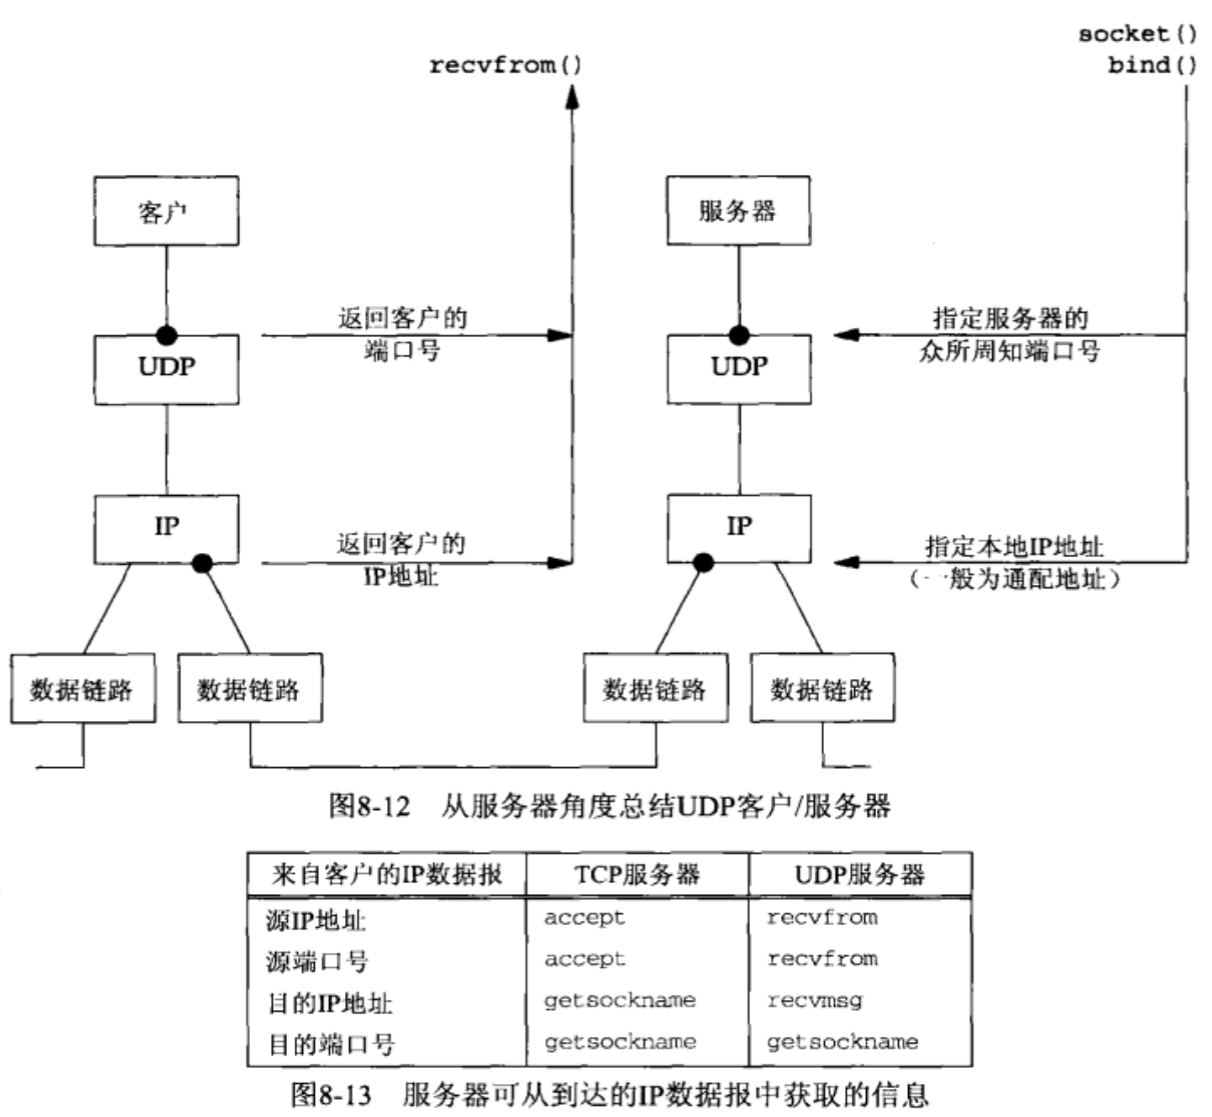 socket()
recvfrom()
bind()
客户
服务器
返回客户的
端口号
指定服务器的
众所周知端口号
UDP
UDP
IP
IP
返回客户的
IP地址
指定本地IP地址
（一般为通配地址）
数据链路
数据链路
数据链路
数据链路
图8-12 从服务器角度总结UDP客户/服务器
来自客户的IP数据报 TCP服务器 UDP服务器
源IP地址 accept recvfrom
源端口号 accept recvfrom
目的IP地址 getsockname recvmsg
目的端口号 getsockname getsockname
图8-13 服务器可从到达的IP数据报中获取的信息